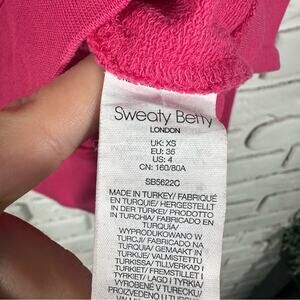 Sweaty Betty
LONDON
UK: XS
EU: 36
US: 4
CN: 160/80A
SB5622C
MADE IN TURKEY/ FABRIQUÉ
EN TURQUIE/ HERGESTELLT
IN DER TÜRKEI/ PRODOTTO
IN TURCHIA/ FABRICADO EN
TURQUÍA/
WYPRODUKOWANO W
TURCJI/ FABRICADO NA
TURQUIA/ GEMAAKT IN
TURKIJE/ VALMISTETTU
TURKISSA/ TILLVERKAD I
TURKIET/ FREMSTILLET I
TYRKIET/ LAGD I TYRKIA/
VYROBENÉ V TURECKU/